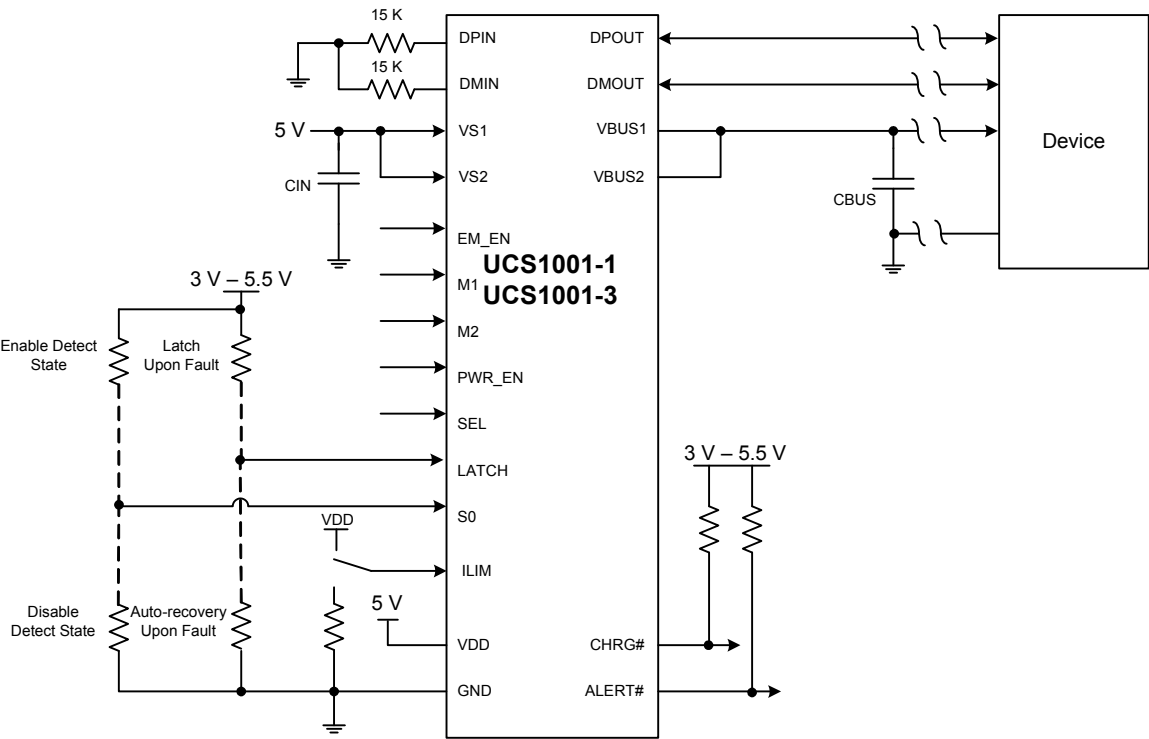 15 K
DPIN
DPOUT
15 K
DMIN
DMOUT
5 V
VS1
VBUS1
Device
VS2
VBUS2
CIN
CBUS
EM_EN
UCS1001-1
3 V – 5.5 V
M1
UCS1001-3
M2
Enable Detect
State
Latch
Upon Fault
PWR_EN
SEL
3 V – 5.5 V
LATCH
S0
VDD
ILIM
Disable
Detect State
Auto-recovery
Upon Fault
5 V
VDD
CHRG#
GND
ALERT#